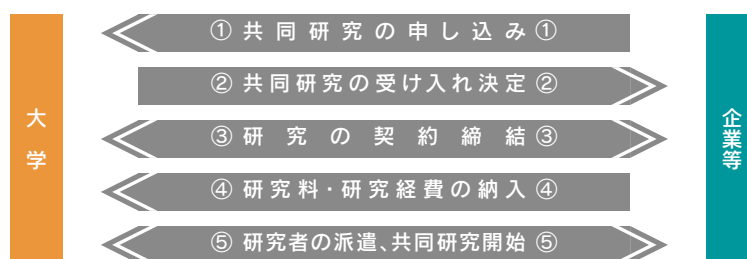 大学
① 共同研究の申し込み ①
② 共同研究の受け入れ決定 ②
③ 研究の契約締結 ③
④ 研究料・研究経費の納入 ④
⑤ 研究者の派遣、共同研究開始 ⑤
企業等